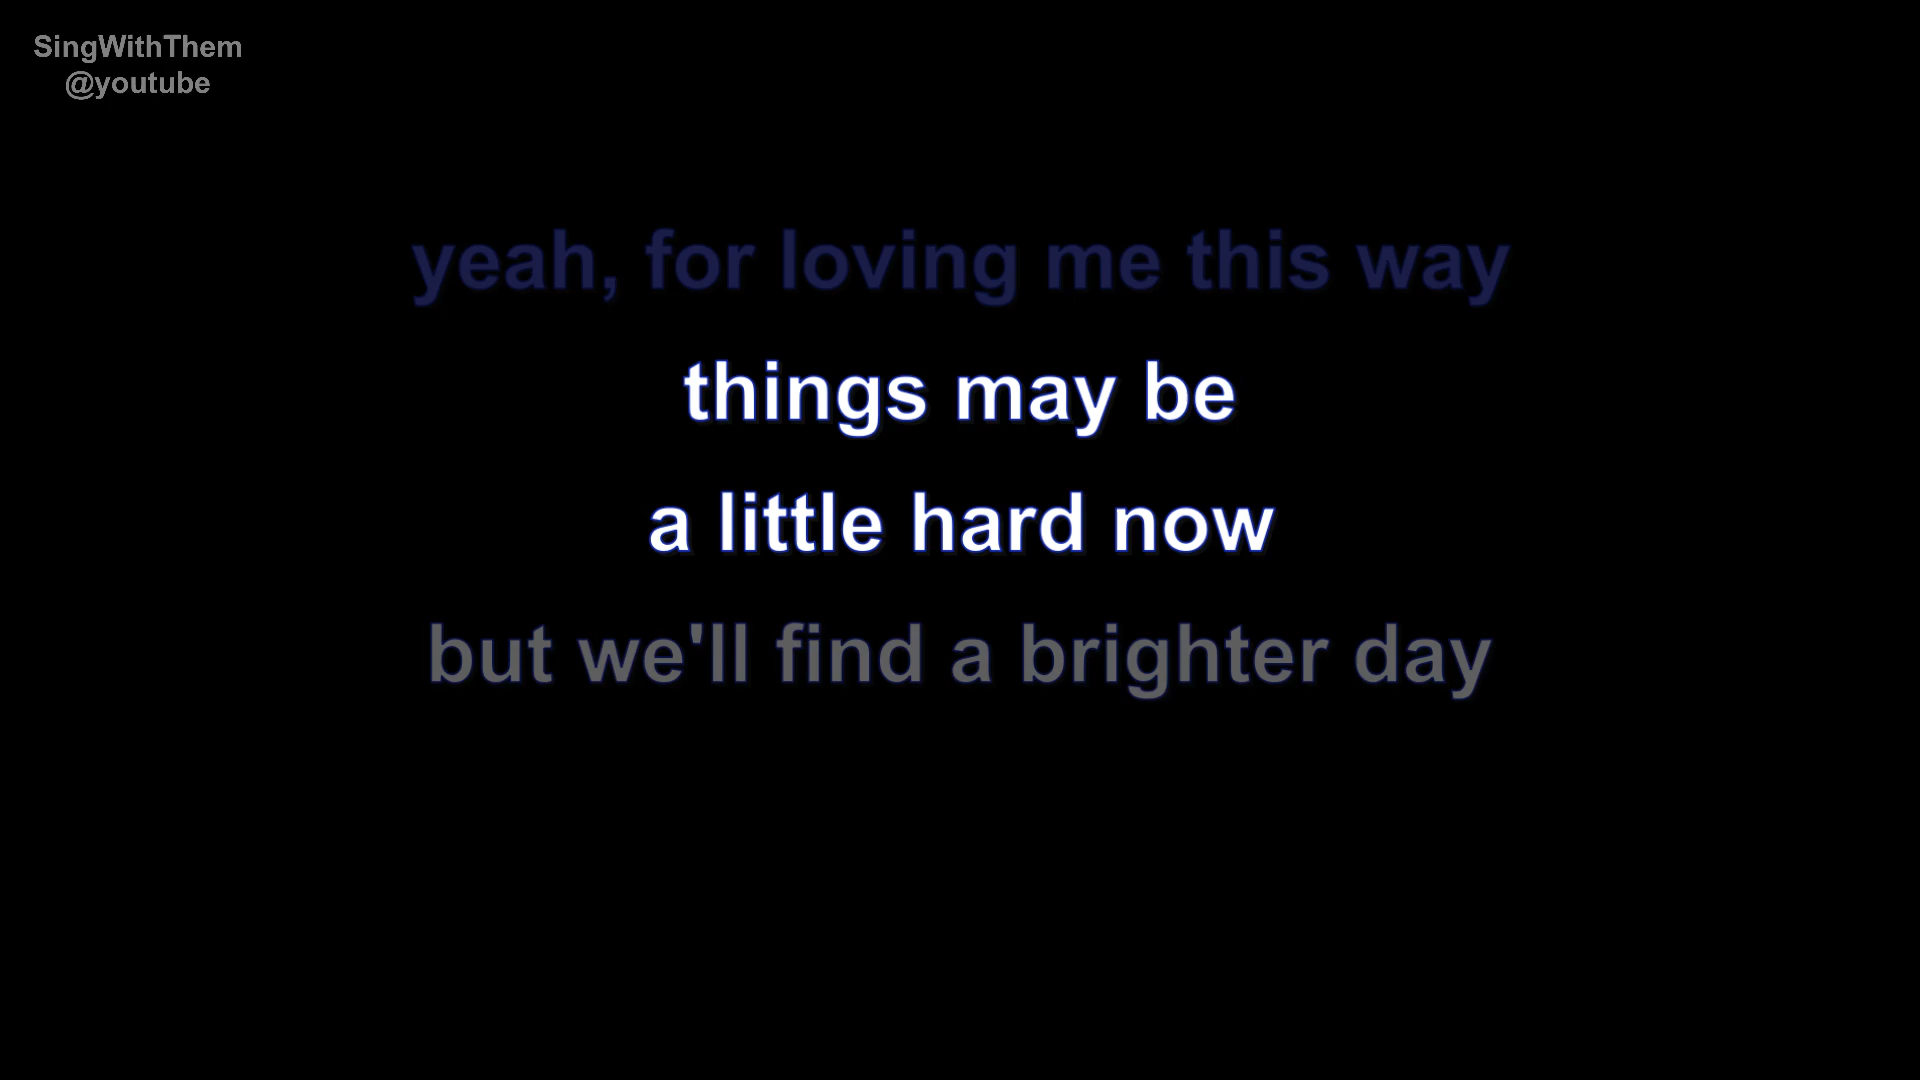 SingWithThem
@youtube
yeah, for loving me this way
things may be
a little hard now
but we'll find a brighter day